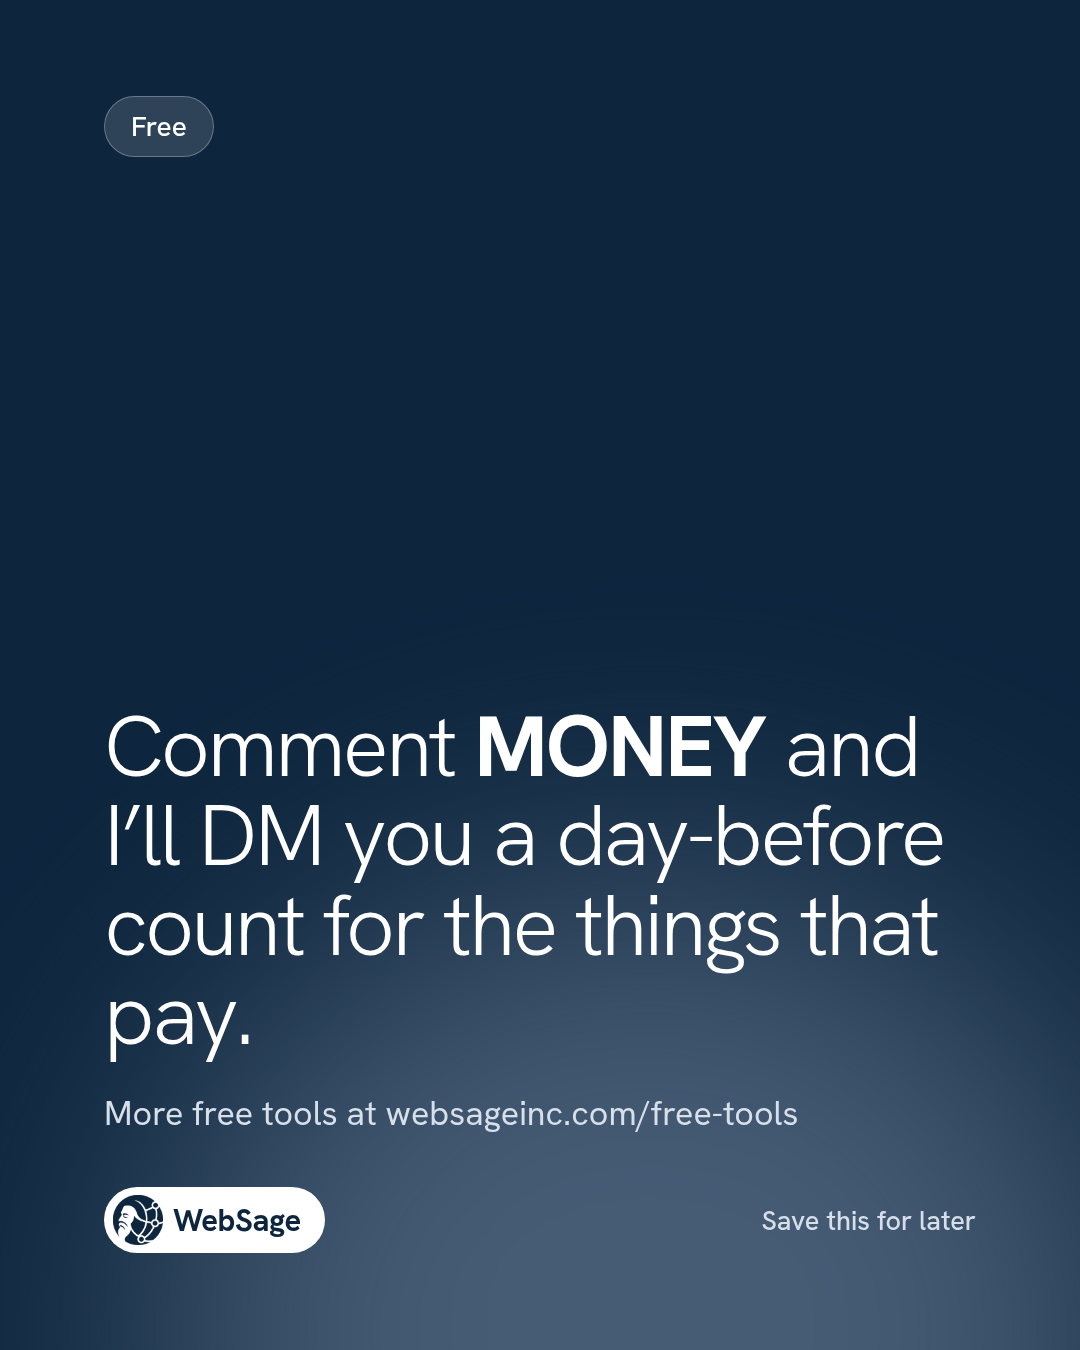 Free
Comment MONEY and
I’ll DM you a day-before
count for the things that
pay.
More free tools at websageinc.com/free-tools
WebSage
Save this for later